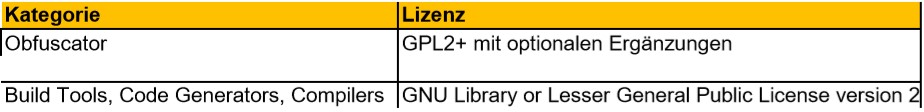 Kategorie Lizenz
Obfuscator GPL2+ mit optionalen Ergänzungen
Build Tools, Code Generators, Compilers GNU Library or Lesser General Public License version 2